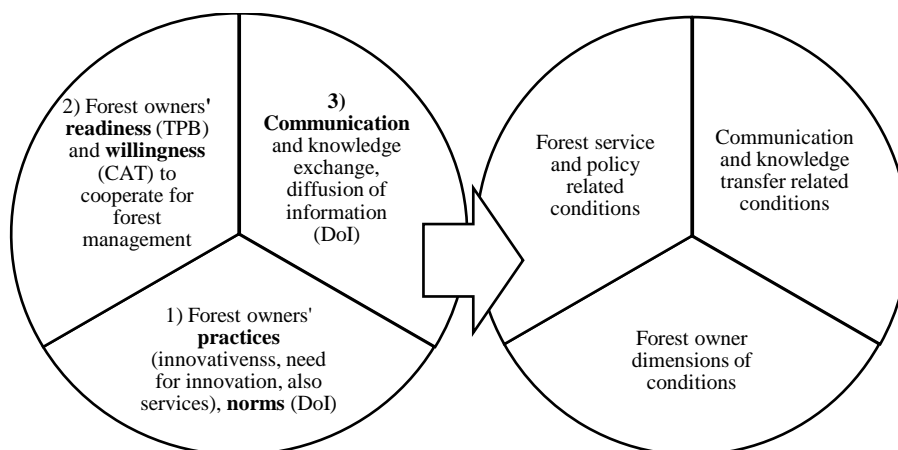 2) Forest owners'
readiness (TPB)
and willingness
(CAT) to
cooperate for
forest
management
3)
Communication
and knowledge
exchange,
diffusion of
information
(DoI)
1) Forest owners'
practices
(innovativenss, need
for innovation, also
services), norms (DoI)
Forest service
and policy
related
conditions
Communication
and knowledge
transfer related
conditions
Forest owner
dimensions of
conditions